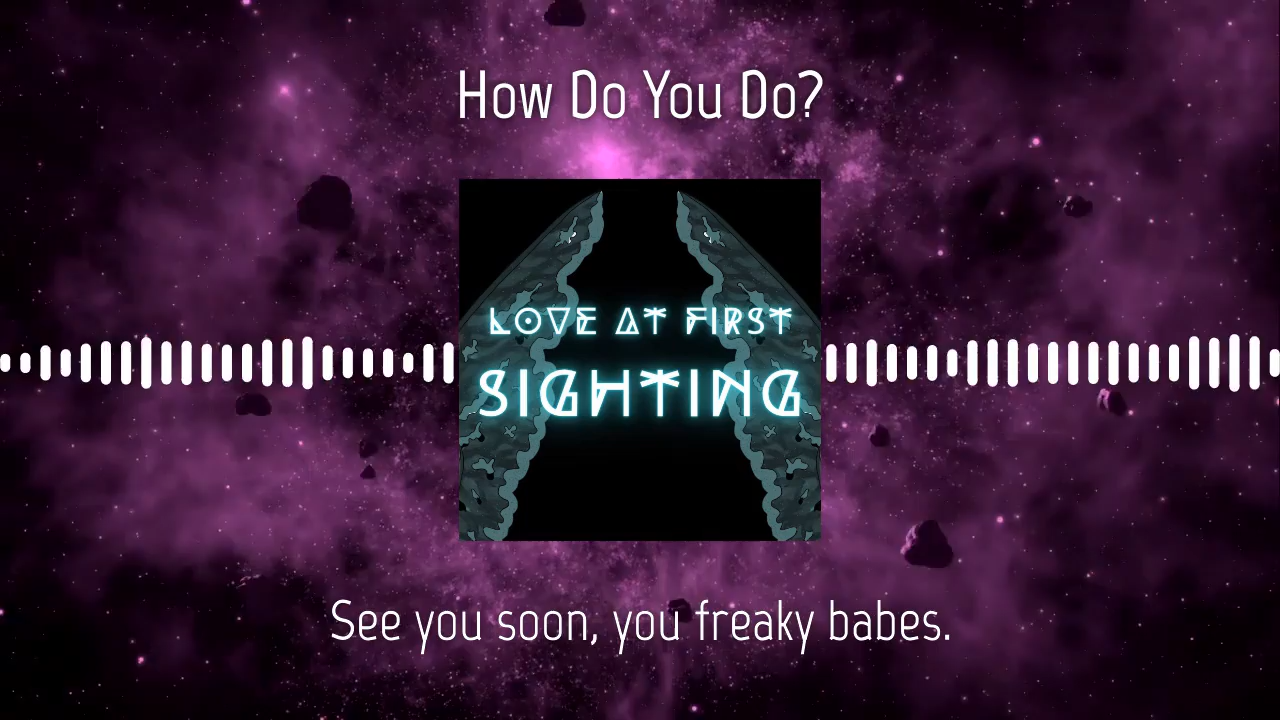 How Do You Do?
LOVE AT FIRST
SIGHTING
See you soon, you freaky babes.